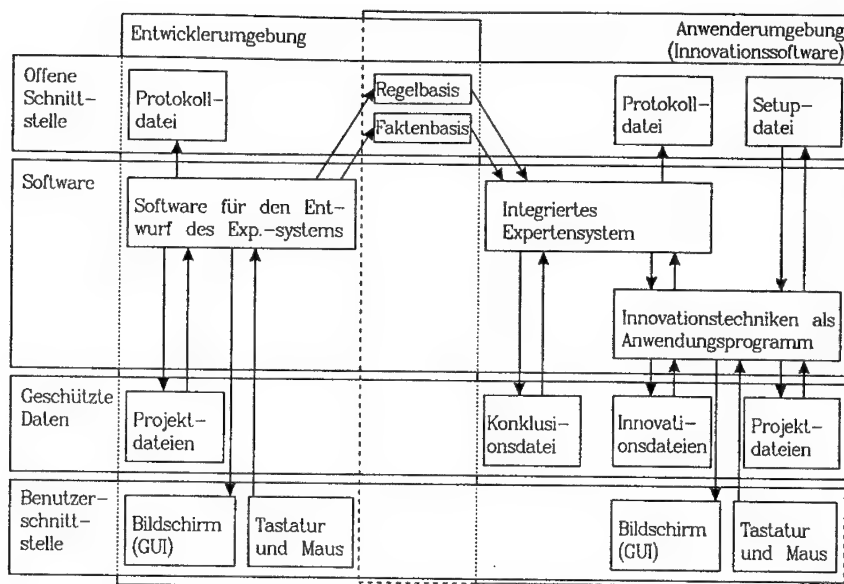 Entwicklerumgebung
Anwenderumgebung
(Innovationssoftware)
Offene
Schnitt-
stelle
Protokoll-
datei
Regelbasis
Faktenbasis
Protokoll-
datei
Setup-
datei
Software
Software für den Ent-
wurf des Exp.-systems
Integriertes
Expertensystem
Innovationstechniken als
Anwendungsprogramm
Geschützte
Daten
Projekt-
dateien
Konklusi-
onsdatei
Innovati-
onsdateien
Projekt-
dateien
Benutzer-
schnitt-
stelle
Bildschirm
(GUI)
Tastatur
und Maus
Bildschirm
(GUI)
Tastatur
und Maus